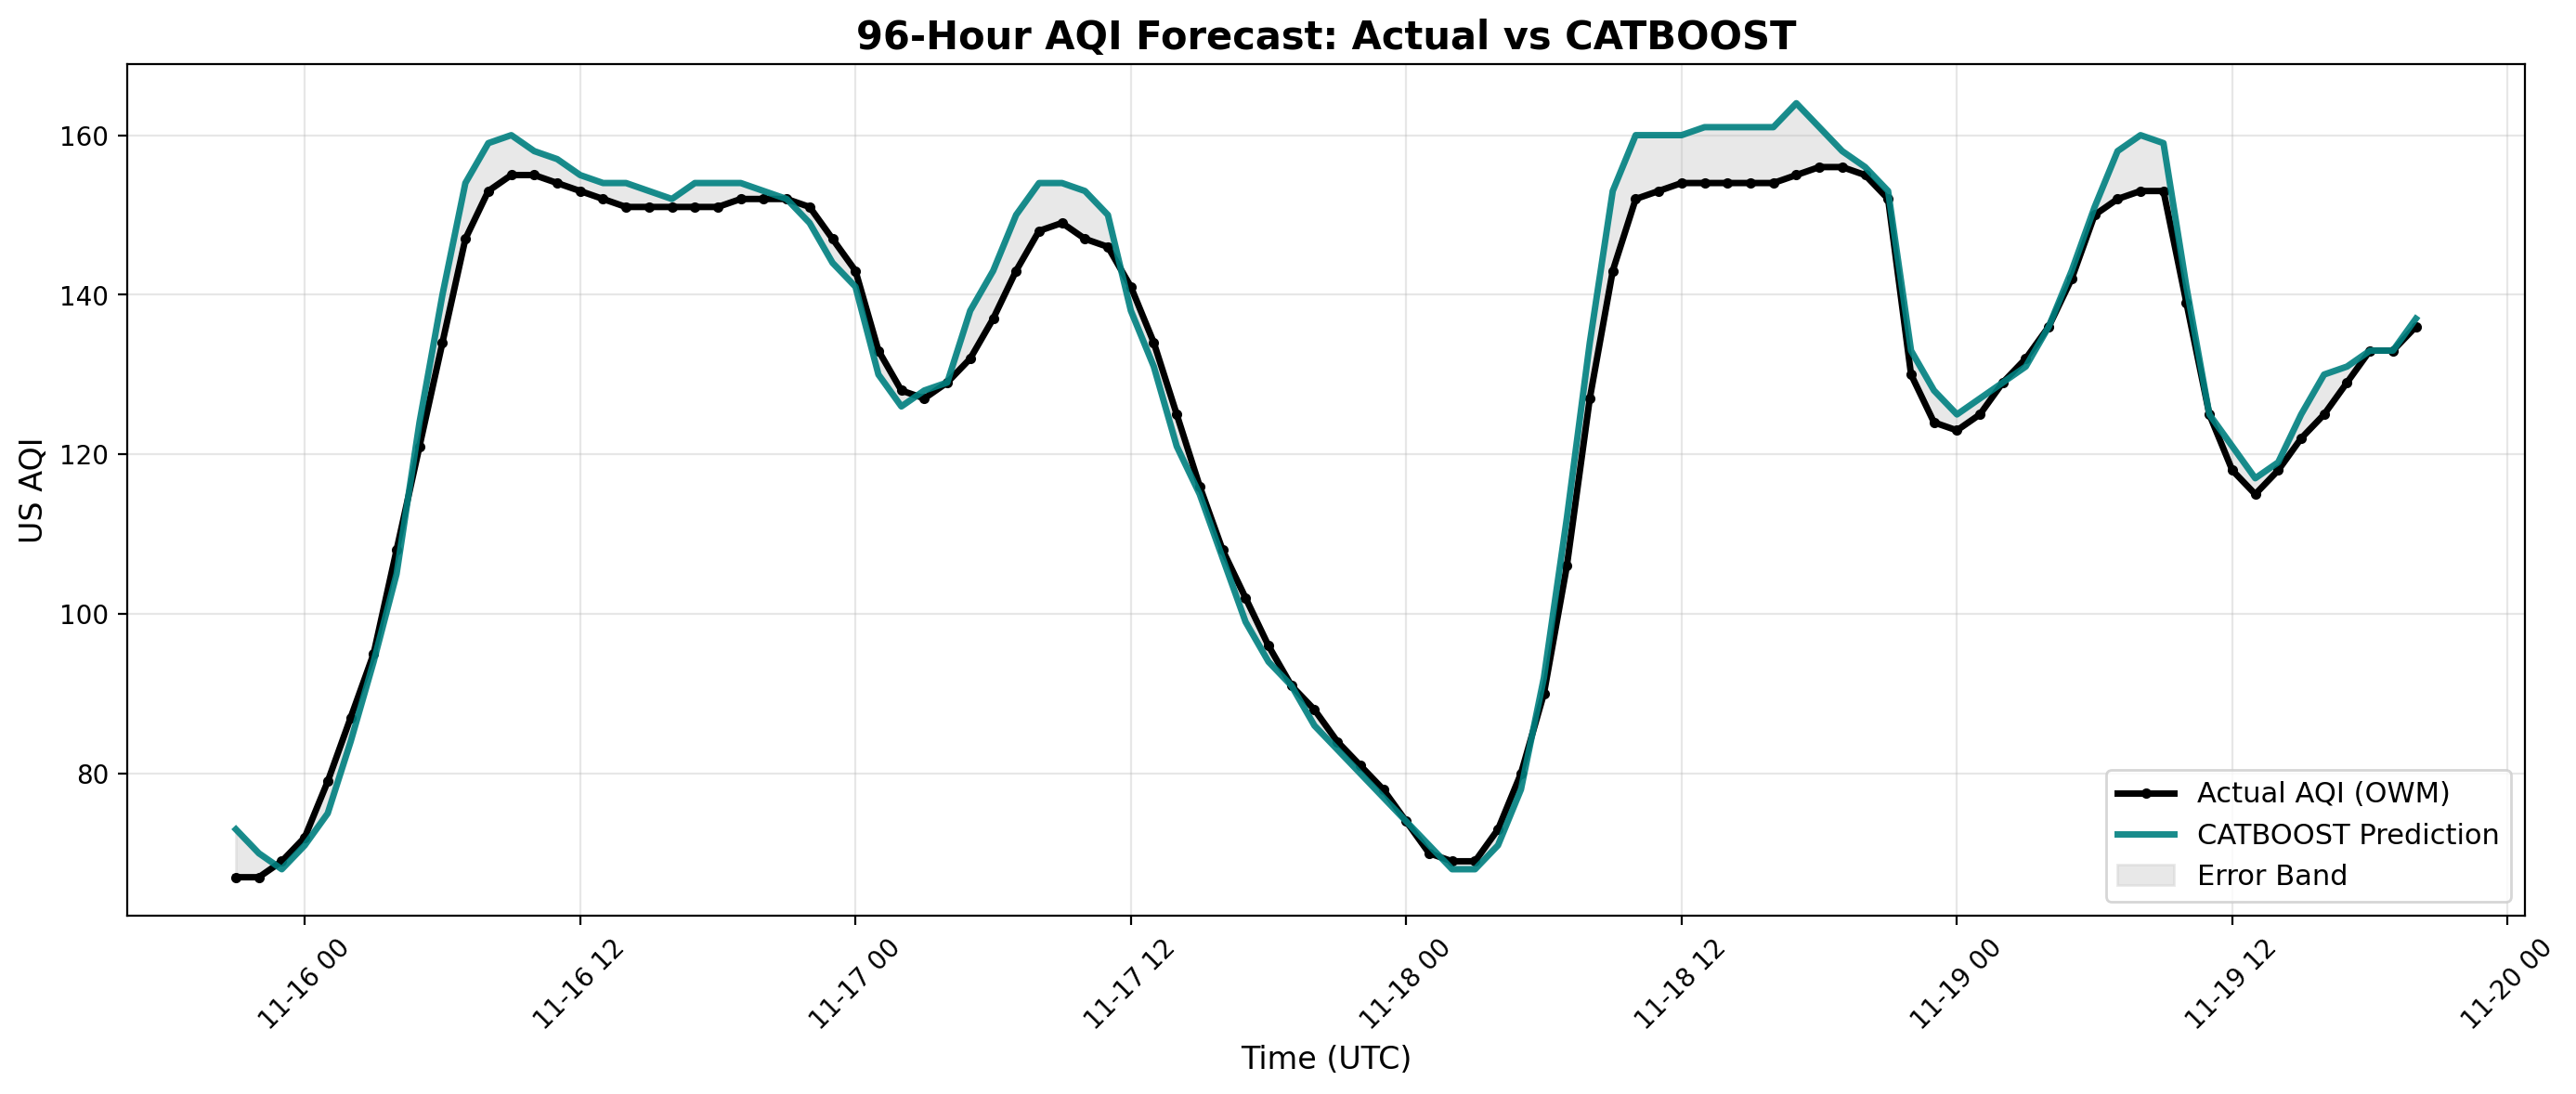 96-Hour AQI Forecast: Actual vs CATBOOST
US AQI
160
140
120
100
80
Actual AQI (OWM)
CATBOOST Prediction
Error Band
11-16 00
11-16 12
11-17 00
11-17 12
11-18 00
11-18 12
11-19 00
11-19 12
11-20 00
Time (UTC)